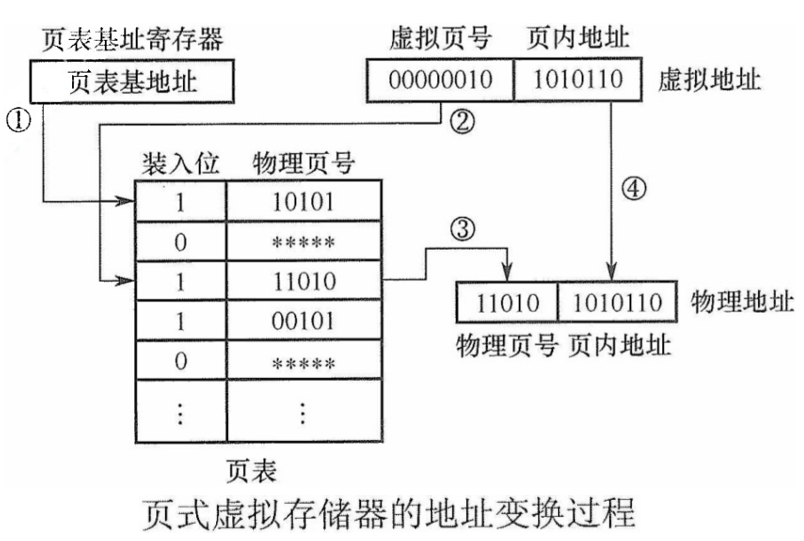 页表基址寄存器
虚拟页号 页内地址
页表基地址
00000010 1010110 虚拟地址
① ②
装入位 物理页号
1 10101
④
0 *****
③
1 11010
11010 1010110 物理地址
1 00101
物理页号 页内地址
0 *****
⋮ ⋮
页表
页式虚拟存储器的地址变换过程